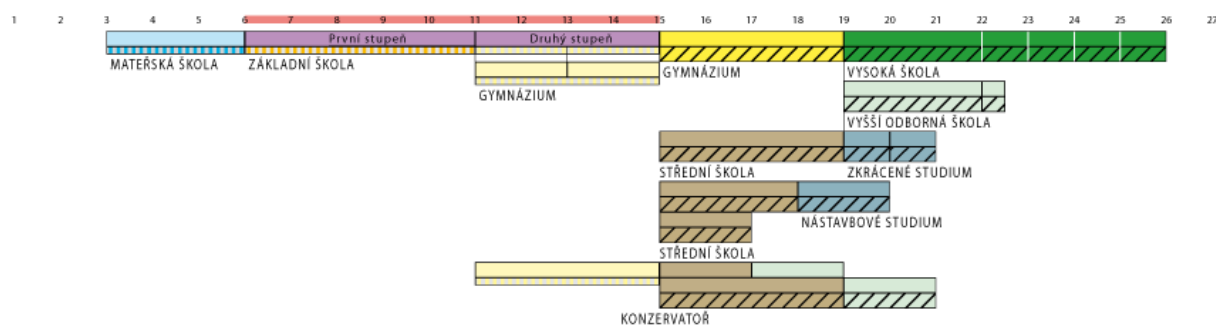 1 2 3 4 5 6 7 8 9 10 11 12 13 14 15 16 17 18 19 20 21 22 23 24 25 26 27
První stupeň Druhý stupeň
MATEŘSKÁ ŠKOLA ZÁKLADNÍ ŠKOLA GYMNÁZIUM VYSOKÁ ŠKOLA
GYMNÁZIUM
VYŠŠÍ ODBORNÁ ŠKOLA
STŘEDNÍ ŠKOLA ZKRÁCENÉ STUDIUM
NÁSTAVBOVÉ STUDIUM
STŘEDNÍ ŠKOLA
KONZERVATOŘ